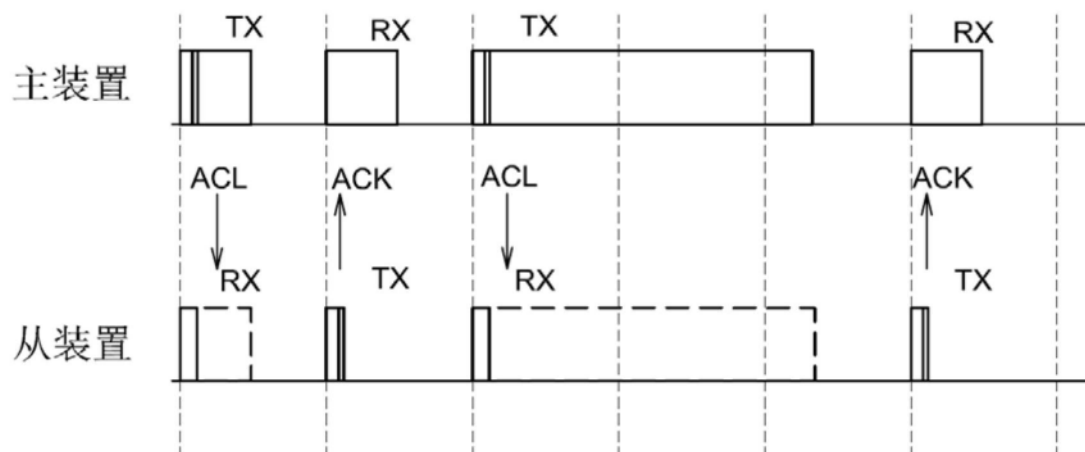 TX RX TX RX
主装置
ACL ACK ACL ACK
RX TX RX TX
从装置